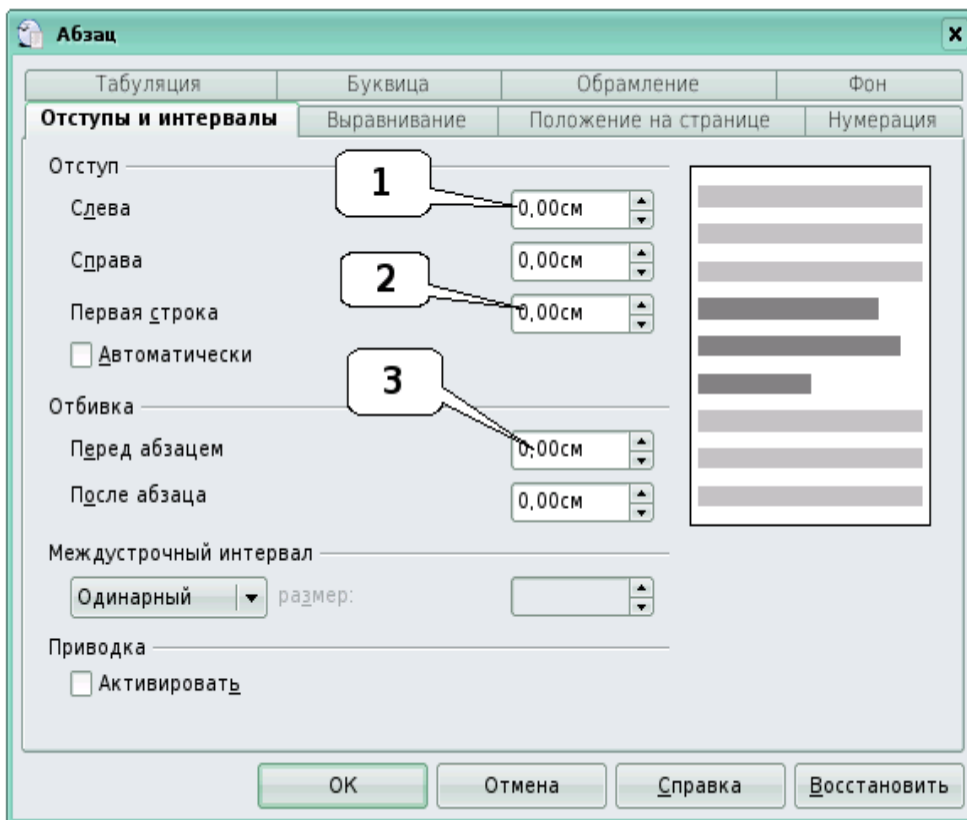 Абзац
Табуляция Буквица Обрамление Фон
Отступы и интервалы Выравнивание Положение на странице Нумерация
Отступ
1
Слева 0,00см
Справа 0,00см
2
Первая строка 0,00см
Автоматически
3
Отбивка
Перед абзацем 0,00см
После абзаца 0,00см
Междустрочный интервал
Одинарный размер:
Приводка
Активировать
OK Отмена Справка Восстановить